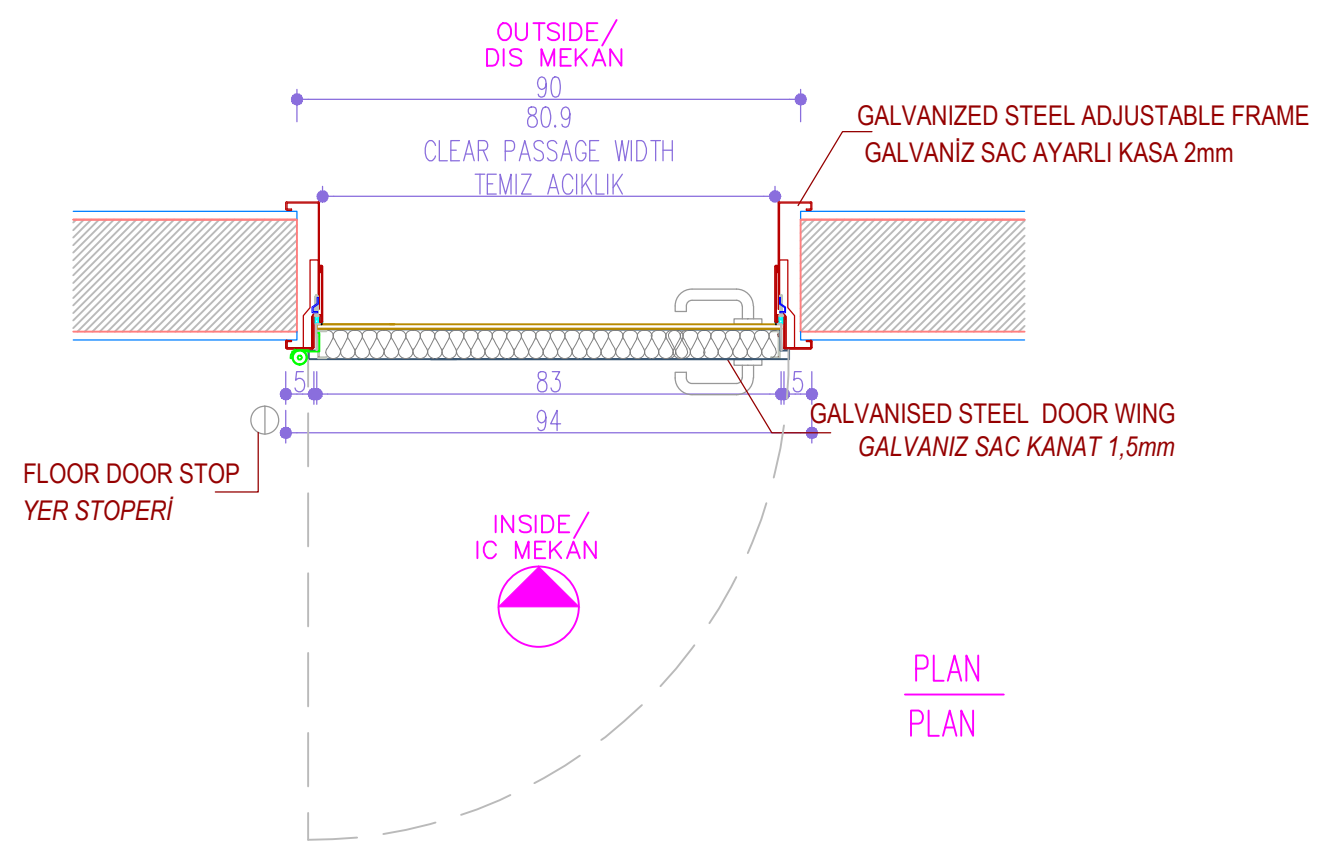 OUTSIDE/
DIS MEKAN
90
80.9
CLEAR PASSAGE WIDTH
TEMIZ ACIKLIK
GALVANIZED STEEL ADJUSTABLE FRAME
GALVANİZ SAC AYARLI KASA 2mm
5
83
5
94
GALVANISED STEEL DOOR WING
GALVANIZ SAC KANAT 1,5mm
FLOOR DOOR STOP
YER STOPERİ
INSIDE/
IC MEKAN
PLAN
PLAN